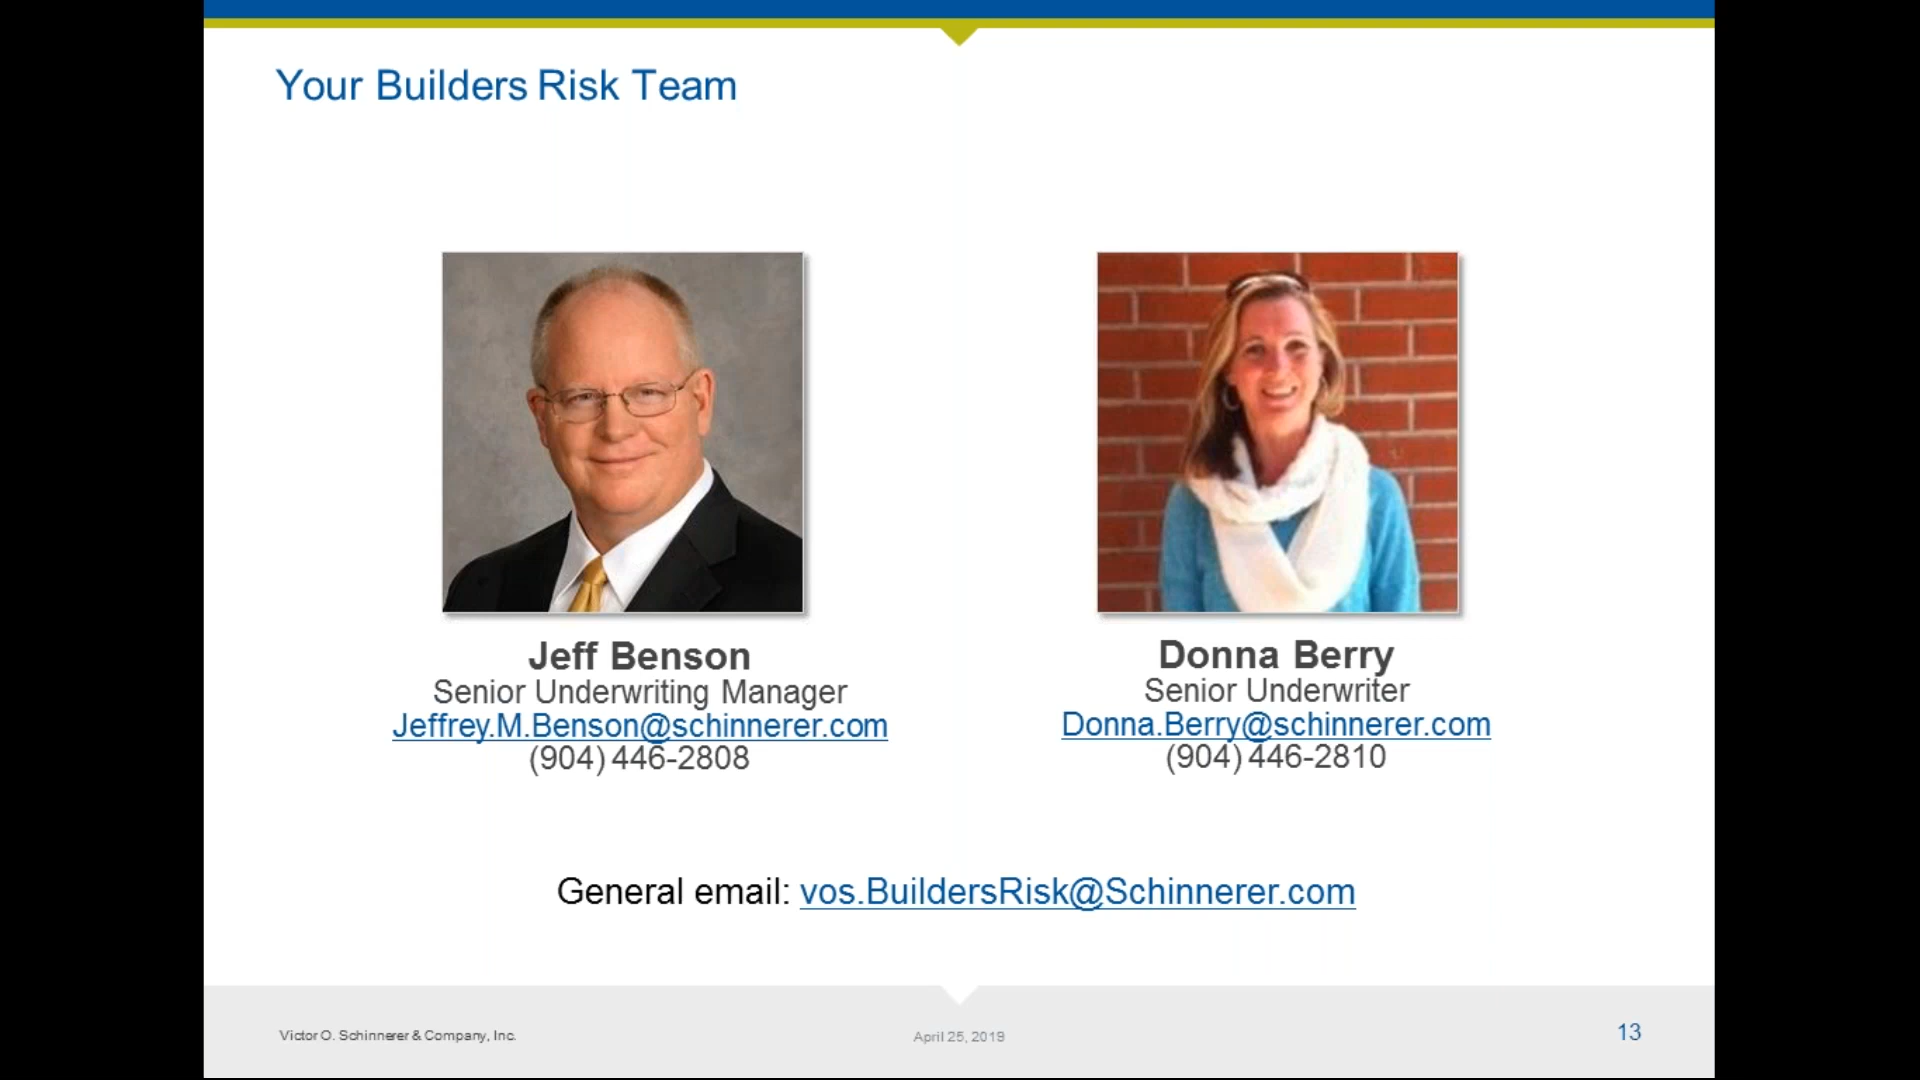 Your Builders Risk Team
Jeff Benson
Senior Underwriting Manager
Jeffrey.M.Benson@schinnerer.com
(904) 446-2808
Donna Berry
Senior Underwriter
Donna.Berry@schinnerer.com
(904) 446-2810
General email: vos.BuildersRisk@Schinnerer.com
Victor O. Schinnerer & Company, Inc.
April 25, 2019
13